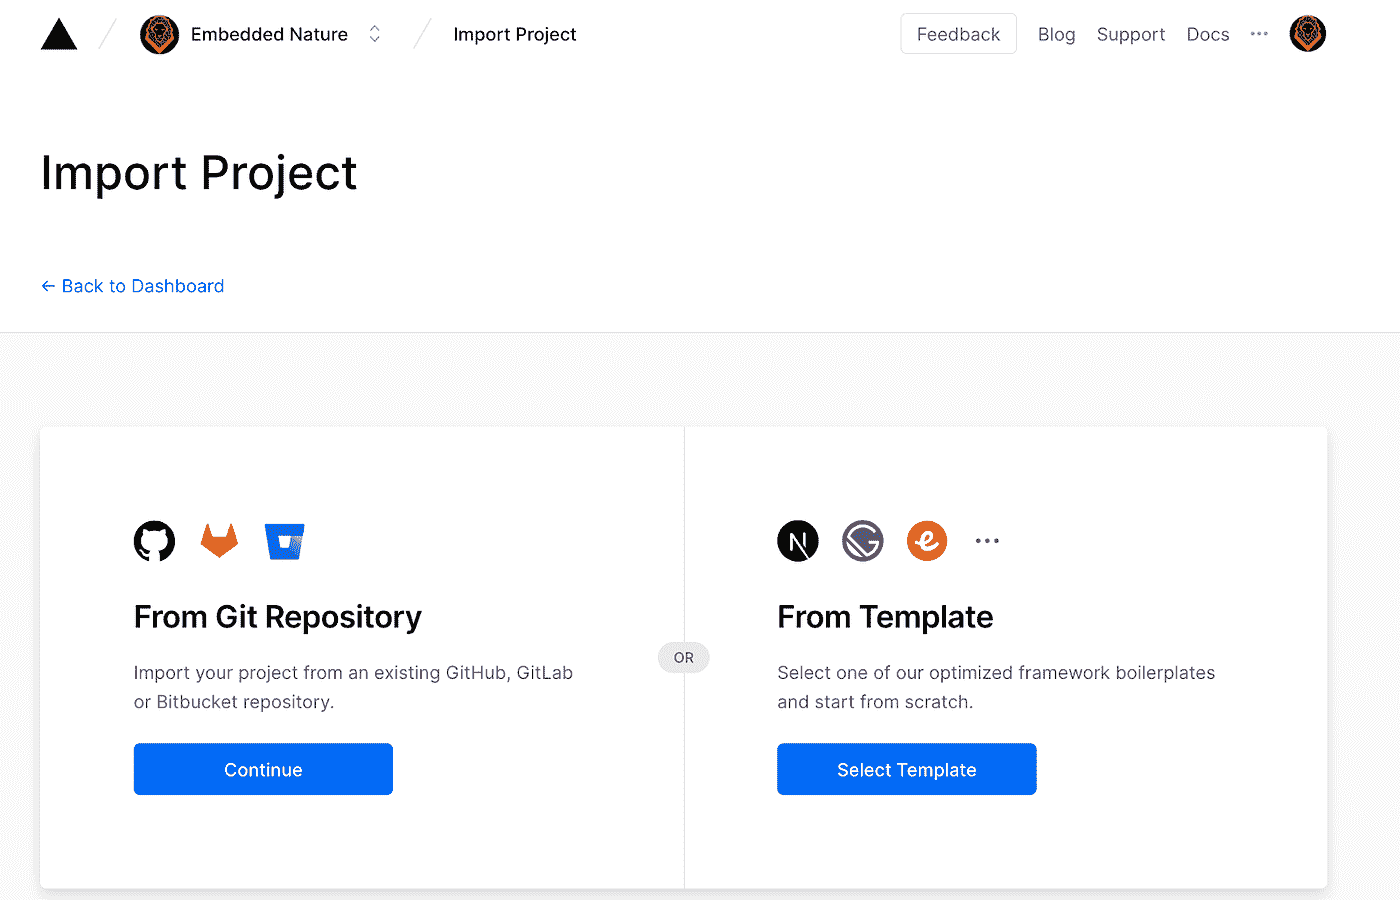 Embedded Nature
Import Project
Feedback
Blog
Support
Docs
Import Project
← Back to Dashboard
From Git Repository
Import your project from an existing GitHub, GitLab
or Bitbucket repository.
Continue
OR
From Template
Select one of our optimized framework boilerplates
and start from scratch.
Select Template